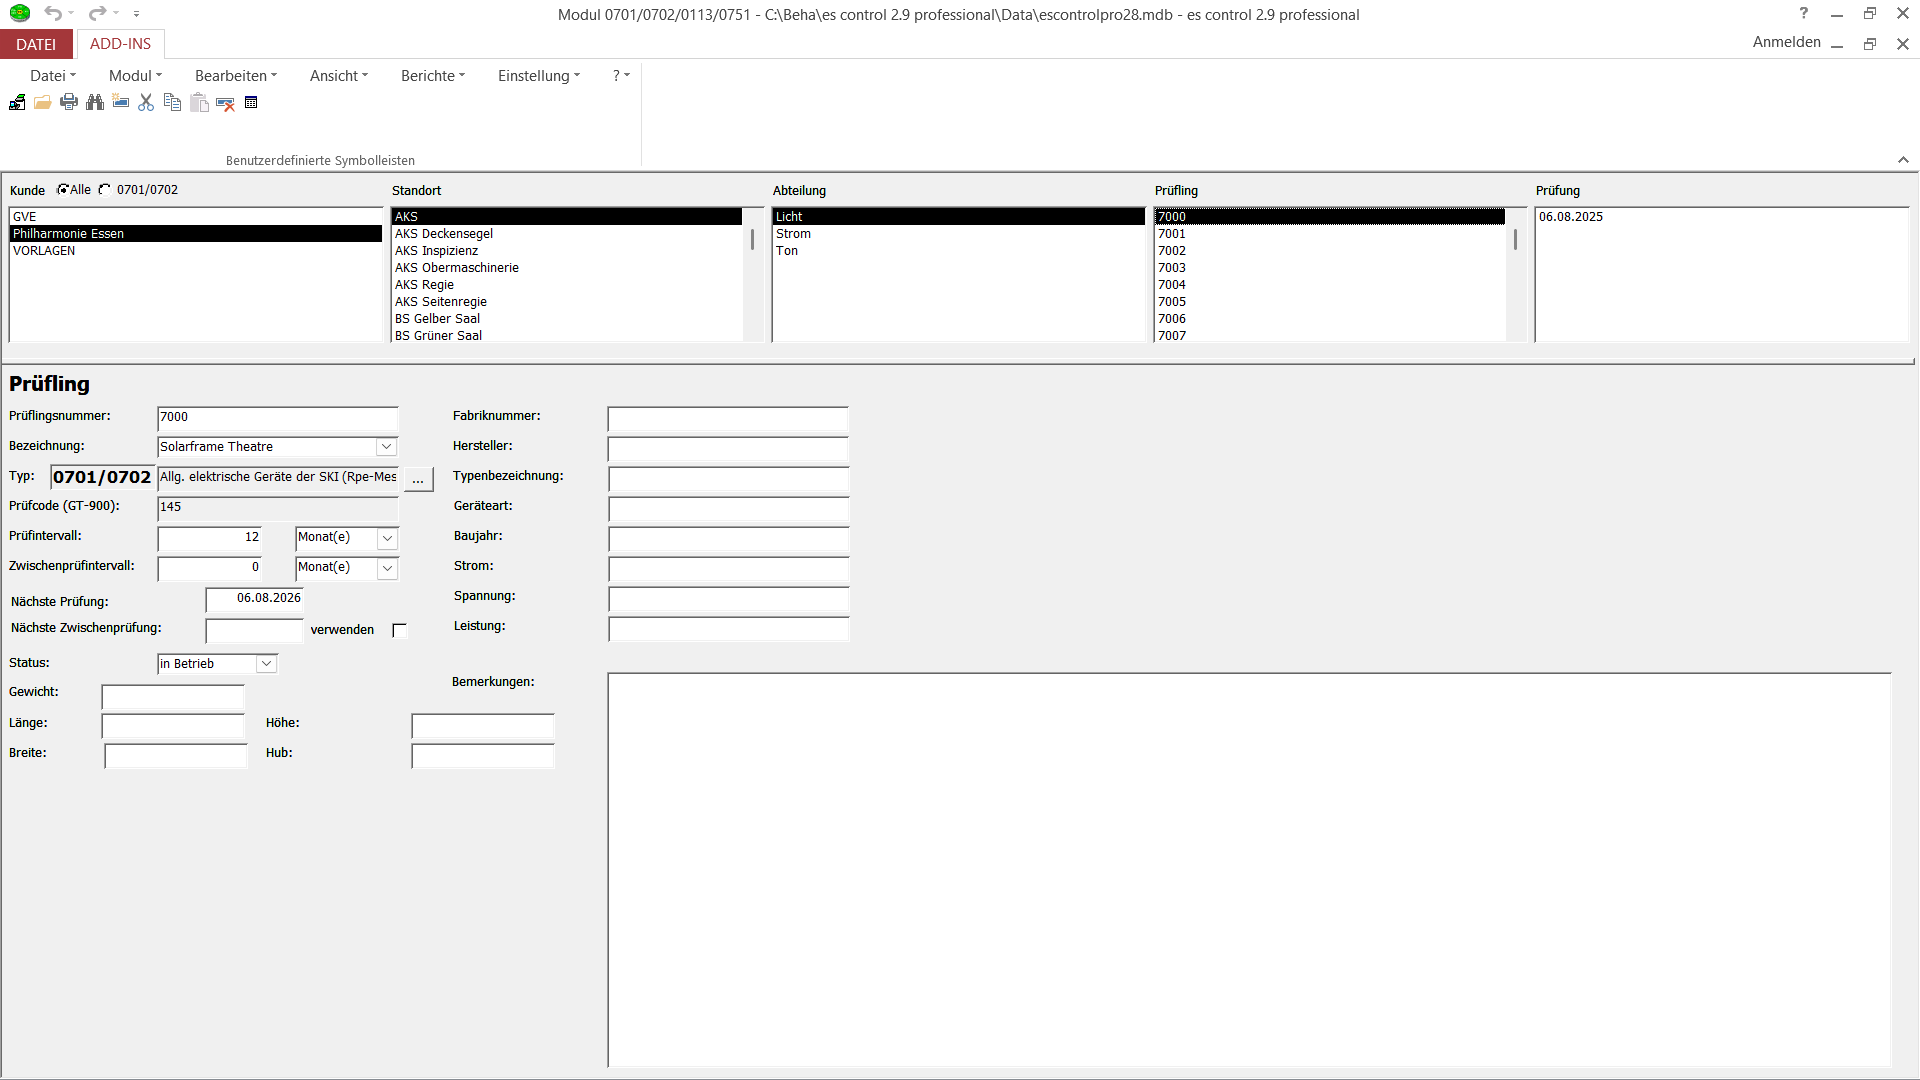 Modul 0701/0702/0113/0751 - C:\Beha\es control 2.9 professional\Data\escontrolpro28.mdb - es control 2.9 professional
?
DATEI ADD-INS Anmelden
Datei Modul Bearbeiten Ansicht Berichte Einstellung ?
Benutzerdefinierte Symbolleisten
Kunde Alle 0701/0702
GVE
Philharmonie Essen
VORLAGEN
Standort
AKS
AKS Deckensegel
AKS Inspizienz
AKS Obermaschinerie
AKS Regie
AKS Seitenregie
BS Gelber Saal
BS Grüner Saal
Abteilung
Licht
Strom
Ton
Prüfling
7000
7001
7002
7003
7004
7005
7006
7007
Prüfung
06.08.2025
Prüfling
Prüflingsnummer: 7000
Bezeichnung: Solarframe Theatre
Typ: 0701/0702 Allg. elektrische Geräte der SKI (Rpe-Mes ...
Prüfcode (GT-900): 145
Prüfintervall: 12 Monat(e)
Zwischenprüfintervall: 0 Monat(e)
Nächste Prüfung: 06.08.2026
Nächste Zwischenprüfung: verwenden
Status: in Betrieb
Gewicht:
Länge: Höhe:
Breite: Hub:
Fabriknummer:
Hersteller:
Typenbezeichnung:
Geräteart:
Baujahr:
Strom:
Spannung:
Leistung:
Bemerkungen: